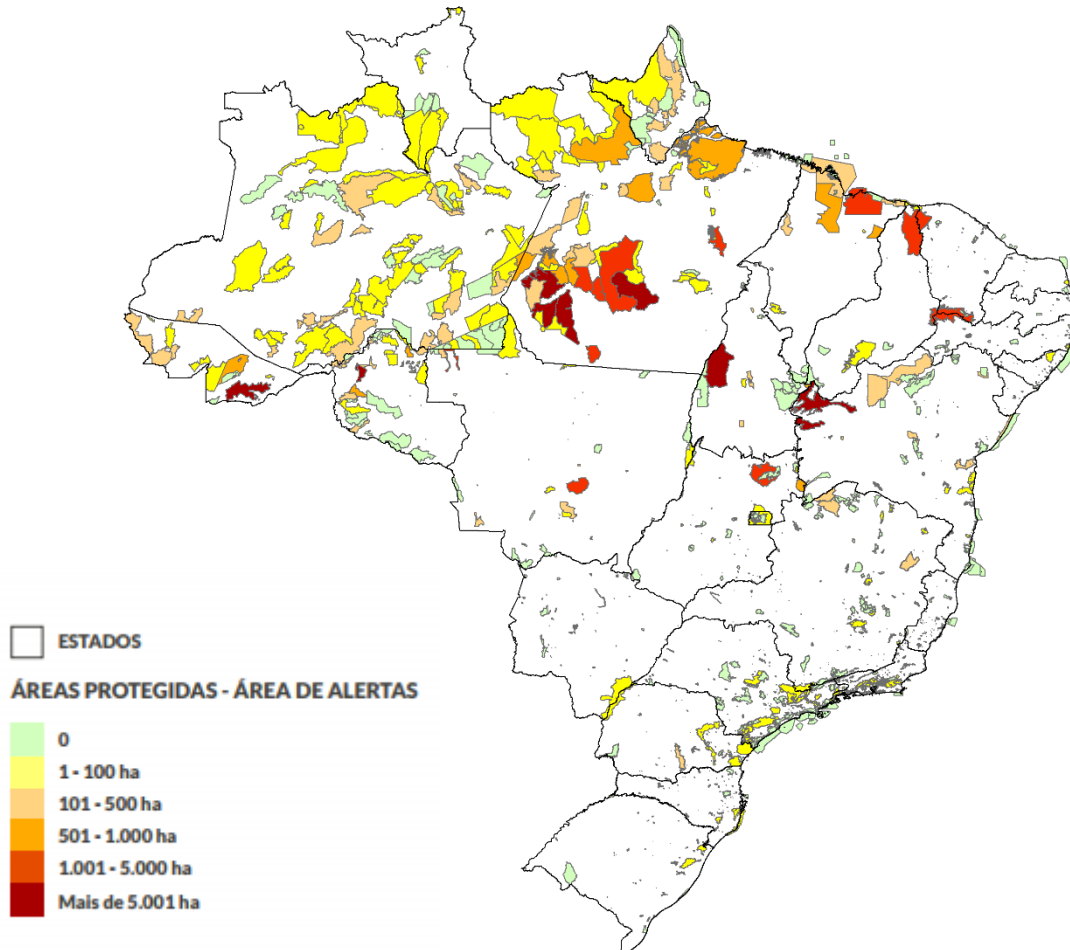 ESTADOS
ÁREAS PROTEGIDAS - ÁREA DE ALERTAS
0
1 - 100 ha
101 - 500 ha
501 - 1.000 ha
1.001 - 5.000 ha
Mais de 5.001 ha